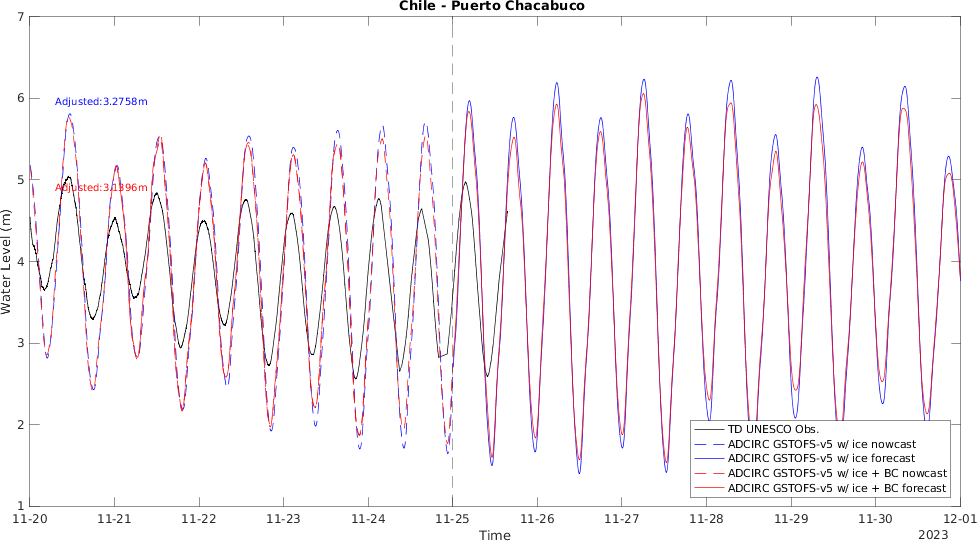 Chile - Puerto Chacabuco
7
6
5
4
3
2
1
Water Level (m)
Adjusted:3.2758m
Adjusted:3.1396m
TD UNESCO Obs.
ADCIRC GSTOFS-v5 w/ ice nowcast
ADCIRC GSTOFS-v5 w/ ice forecast
ADCIRC GSTOFS-v5 w/ ice + BC nowcast
ADCIRC GSTOFS-v5 w/ ice + BC forecast
11-20 11-21 11-22 11-23 11-24 11-25 11-26 11-27 11-28 11-29 11-30 12-01
Time
2023